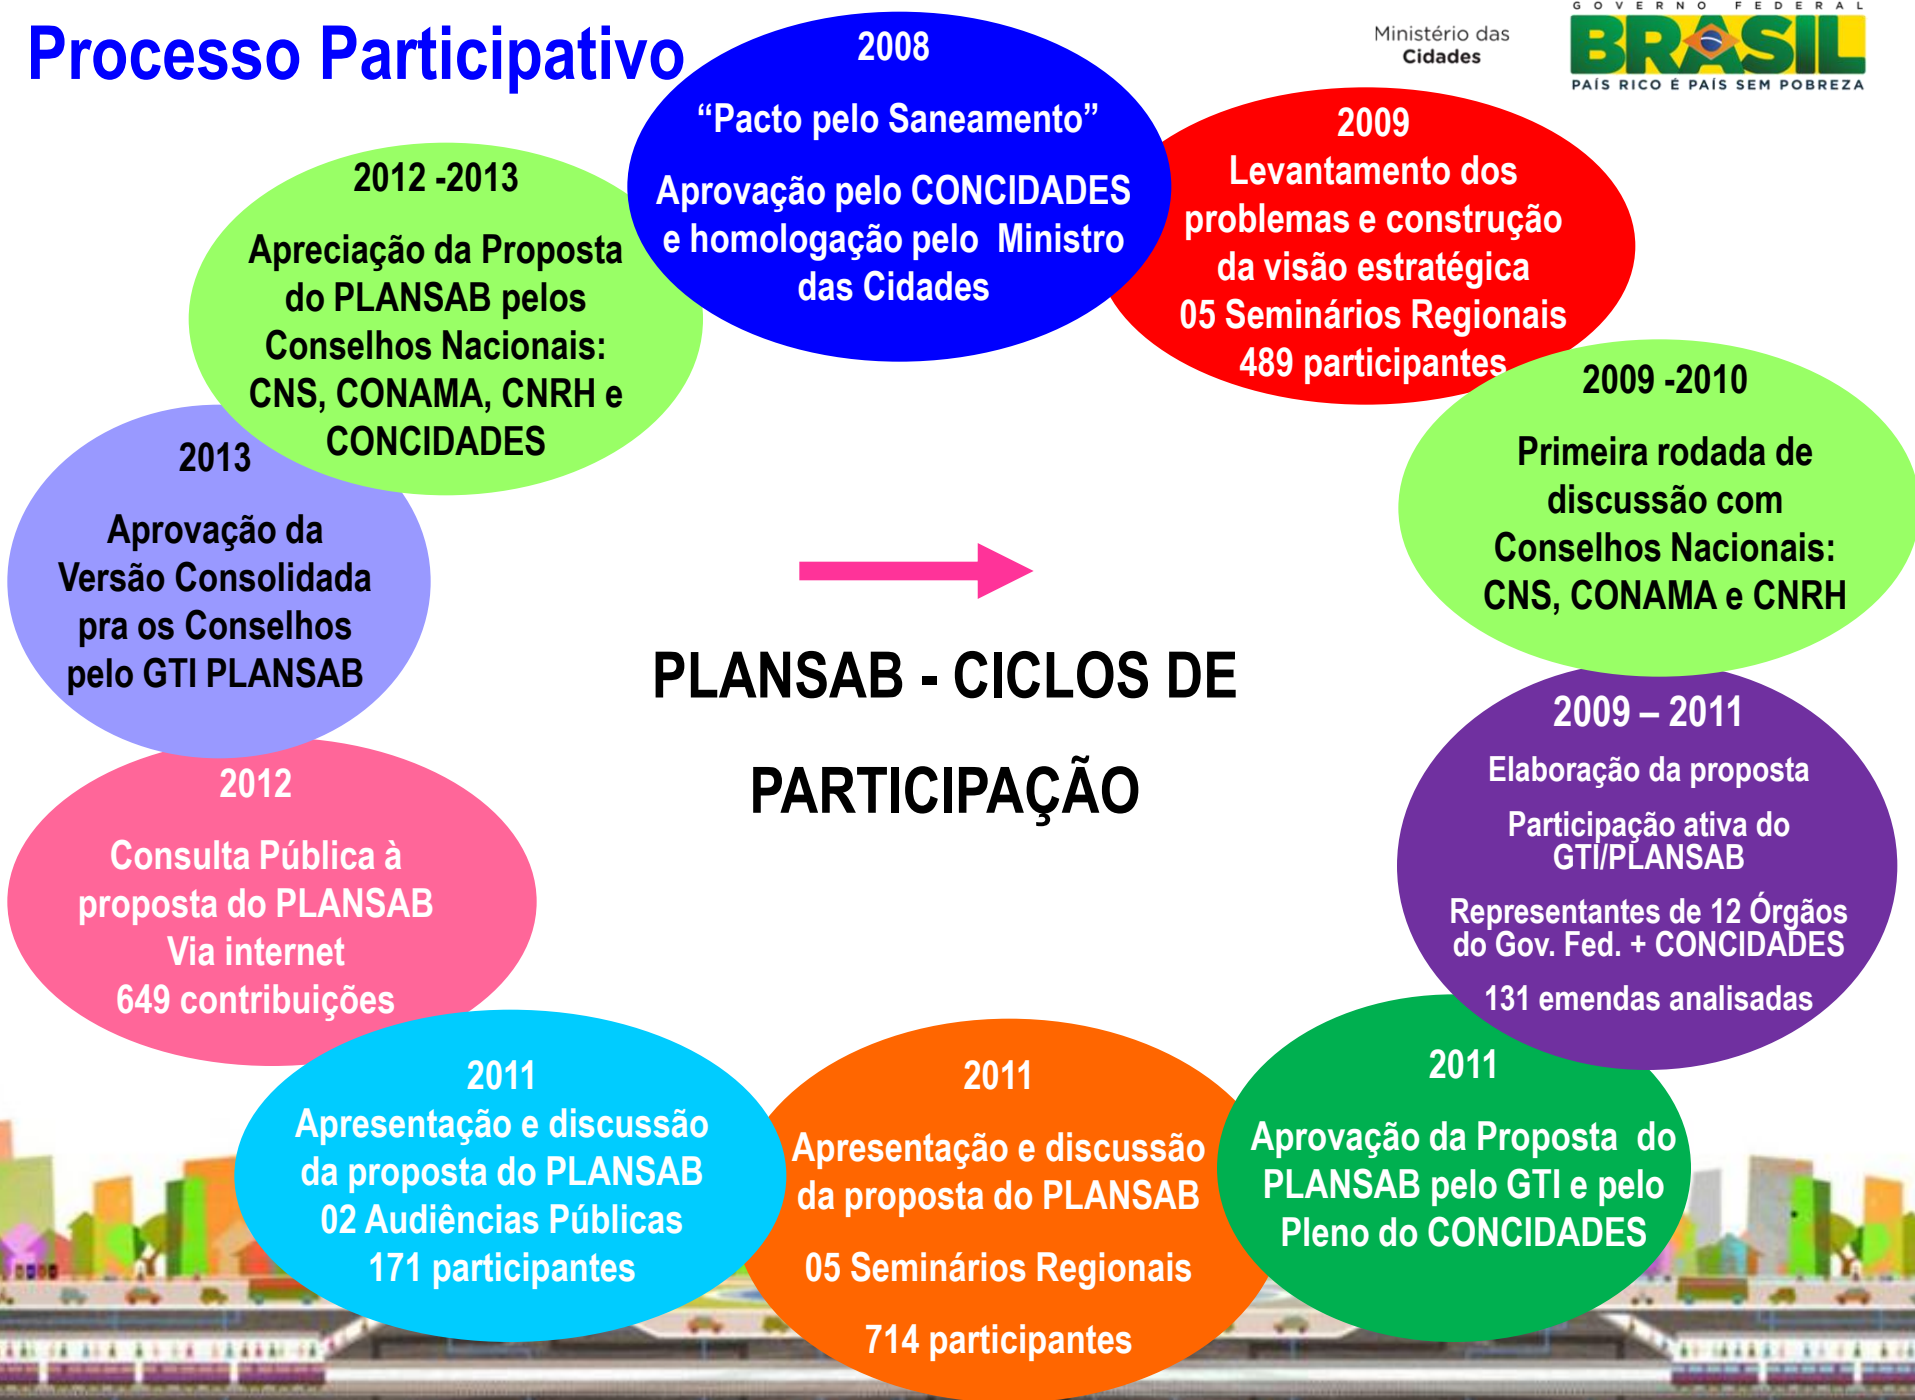 Processo Participativo
Ministério das
Cidades
GOVERNO FEDERAL
BRASIL
PAÍS RICO É PAÍS SEM POBREZA
2008
“Pacto pelo Saneamento”
Aprovação pelo CONCIDADES
e homologação pelo Ministro
das Cidades
2009
Levantamento dos
problemas e construção
da visão estratégica
05 Seminários Regionais
489 participantes
2009 -2010
Primeira rodada de
discussão com
Conselhos Nacionais:
CNS, CONAMA e CNRH
2009 – 2011
Elaboração da proposta
Participação ativa do
GTI/PLANSAB
Representantes de 12 Órgãos
do Gov. Fed. + CONCIDADES
131 emendas analisadas
2011
Aprovação da Proposta do
PLANSAB pelo GTI e pelo
Pleno do CONCIDADES
2011
Apresentação e discussão
da proposta do PLANSAB
05 Seminários Regionais
714 participantes
2011
Apresentação e discussão
da proposta do PLANSAB
02 Audiências Públicas
171 participantes
2012
Consulta Pública à
proposta do PLANSAB
Via internet
649 contribuições
2013
Aprovação da
Versão Consolidada
pra os Conselhos
pelo GTI PLANSAB
2012 -2013
Apreciação da Proposta
do PLANSAB pelos
Conselhos Nacionais:
CNS, CONAMA, CNRH e
CONCIDADES
PLANSAB - CICLOS DE
PARTICIPAÇÃO